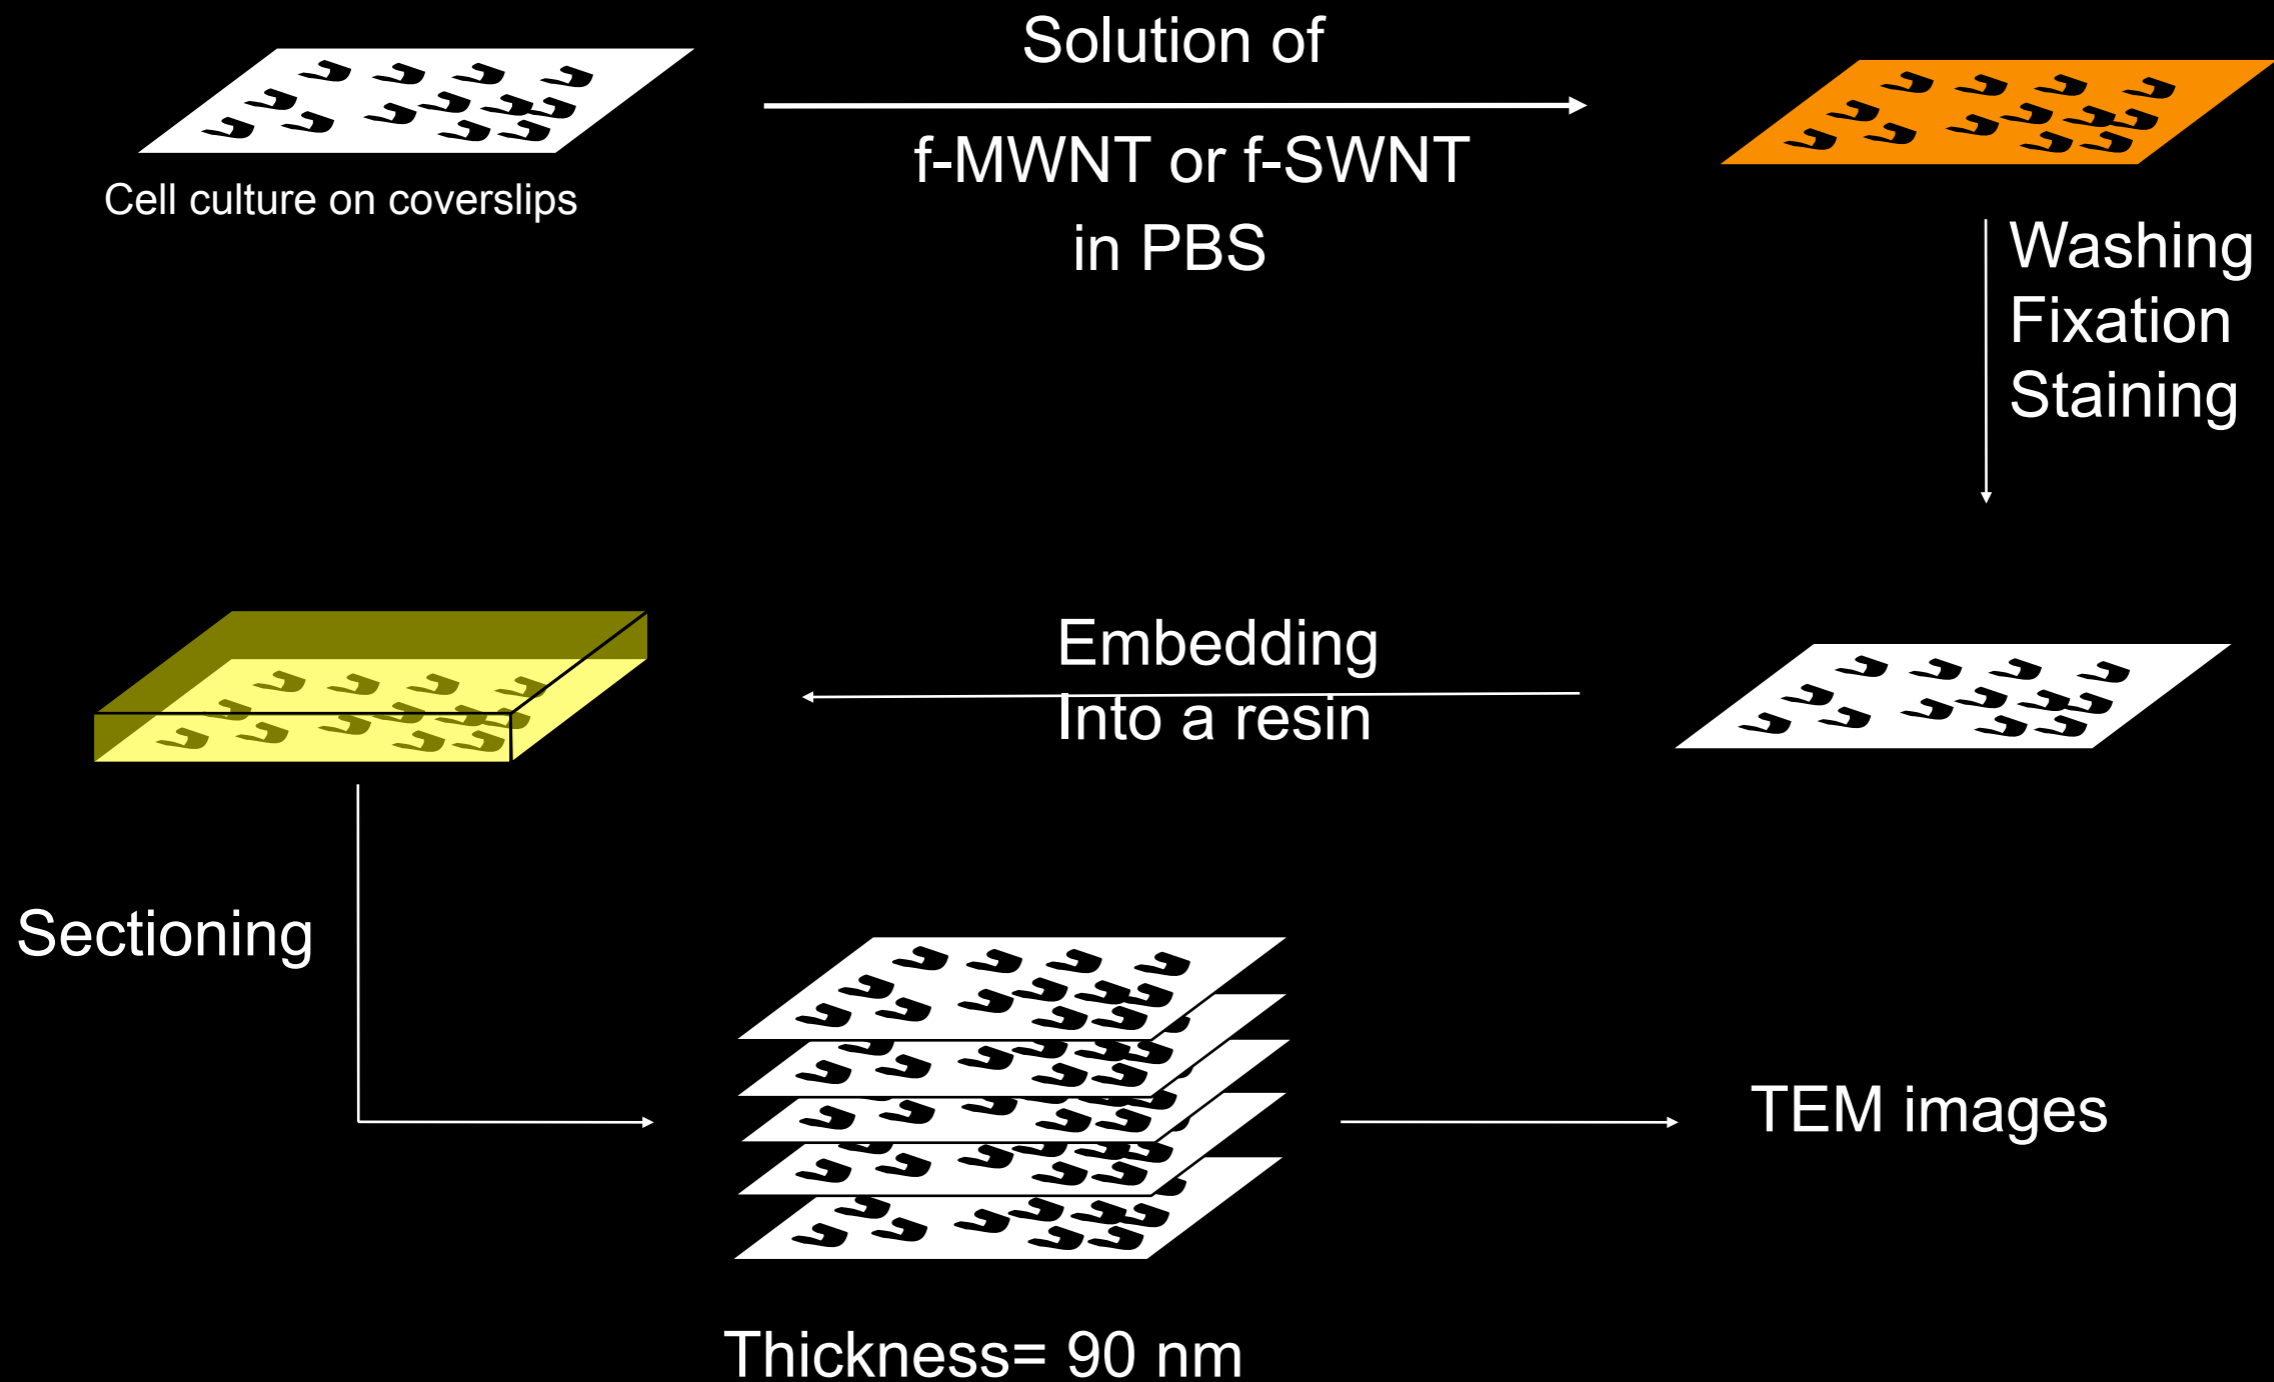 Solution of
f-MWNT or f-SWNT
in PBS
Cell culture on coverslips
Washing
Fixation
Staining
Embedding
Into a resin
Sectioning
TEM images
Thickness= 90 nm